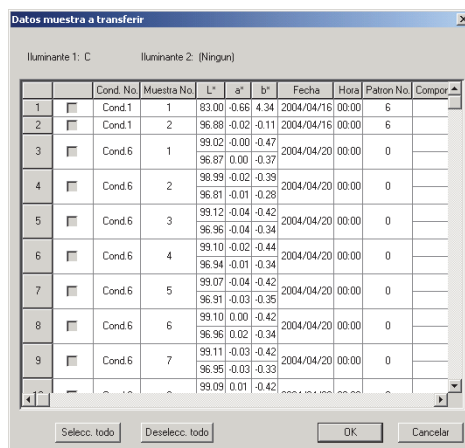 Datos muestra a transferir
Iluminante 1: C Iluminante 2: (Ningun)
Cond. No. Muestra No. L* a* b* Fecha Hora Patron No. Compor
1 Cond.1 1 83.00 -0.66 4.34 2004/04/16 00:00 6
2 Cond.1 2 96.88 -0.02 -0.11 2004/04/16 00:00 6
99.02 -0.00 -0.47
3 Cond.6 1 2004/04/20 00:00 0
96.87 0.00 -0.37
98.99 -0.02 -0.39
4 Cond.6 2 2004/04/20 00:00 0
96.81 -0.01 -0.28
99.12 -0.04 -0.42
5 Cond.6 3 2004/04/20 00:00 0
96.96 -0.04 -0.34
99.10 -0.02 -0.44
6 Cond.6 4 2004/04/20 00:00 0
96.94 -0.01 -0.34
99.07 -0.04 -0.42
7 Cond.6 5 2004/04/20 00:00 0
96.91 -0.03 -0.35
99.10 0.00 -0.42
8 Cond.6 6 2004/04/20 00:00 0
96.96 0.02 -0.34
99.11 -0.03 -0.42
9 Cond.6 7 2004/04/20 00:00 0
96.95 -0.03 -0.33
99.09 0.01 -0.42
Selecc. todo Deselecc. todo OK Cancelar